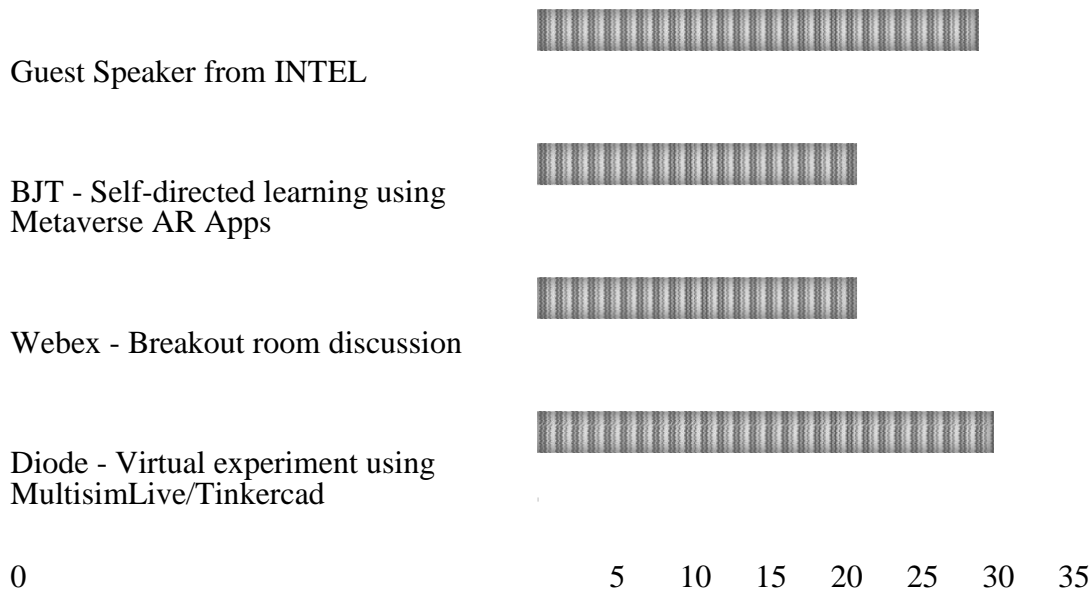 Guest Speaker from INTEL
BJT - Self-directed learning using
Metaverse AR Apps
Webex - Breakout room discussion
Diode - Virtual experiment using
MultisimLive/Tinkercad
0 5 10 15 20 25 30 35